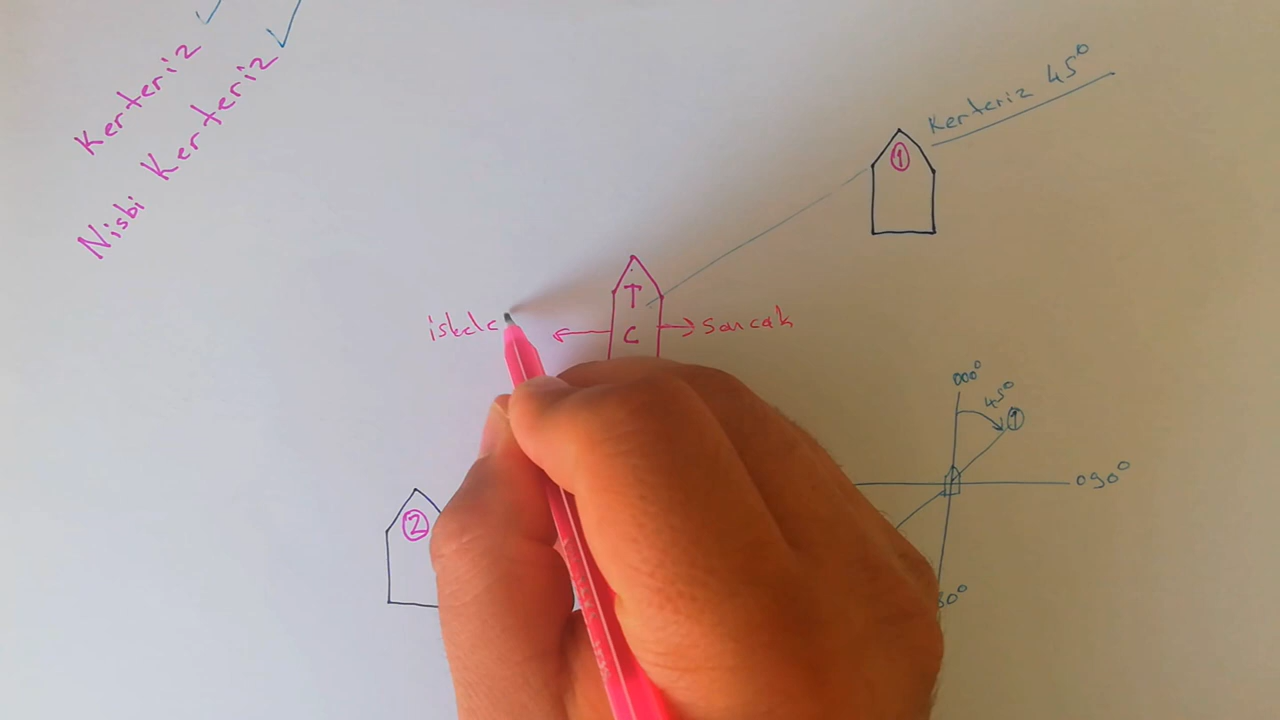 Kerteriz
Nisbi Kerteriz
Kerteriz 45°
1
T
C
iskele
Sancak
2
000°
45°
1
090°